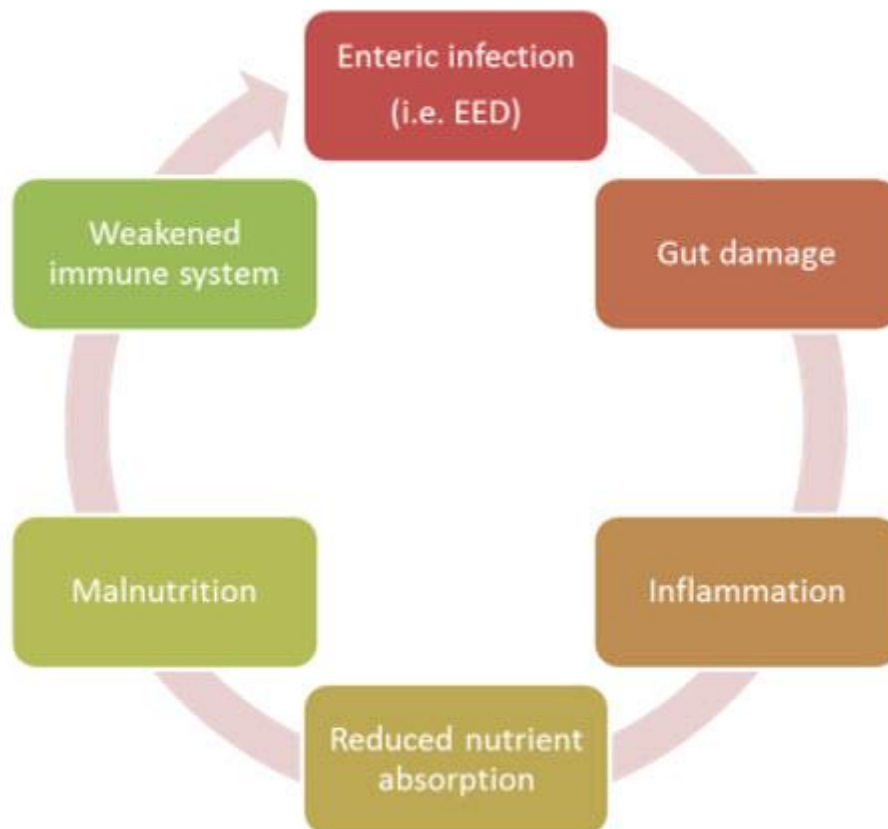 Enteric infection
(i.e. EED)
Gut damage
Inflammation
Reduced nutrient
absorption
Malnutrition
Weakened
immune system